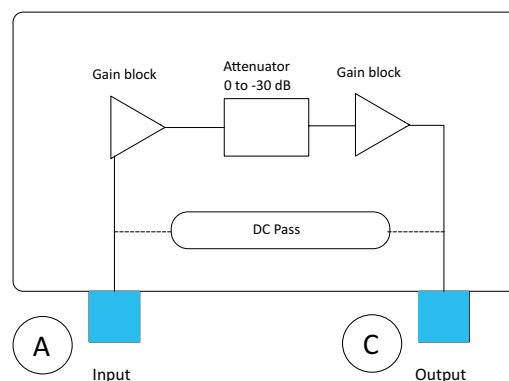 Gain block
Attenuator
0 to -30 dB
Gain block
DC Pass
A
C
Input
Output